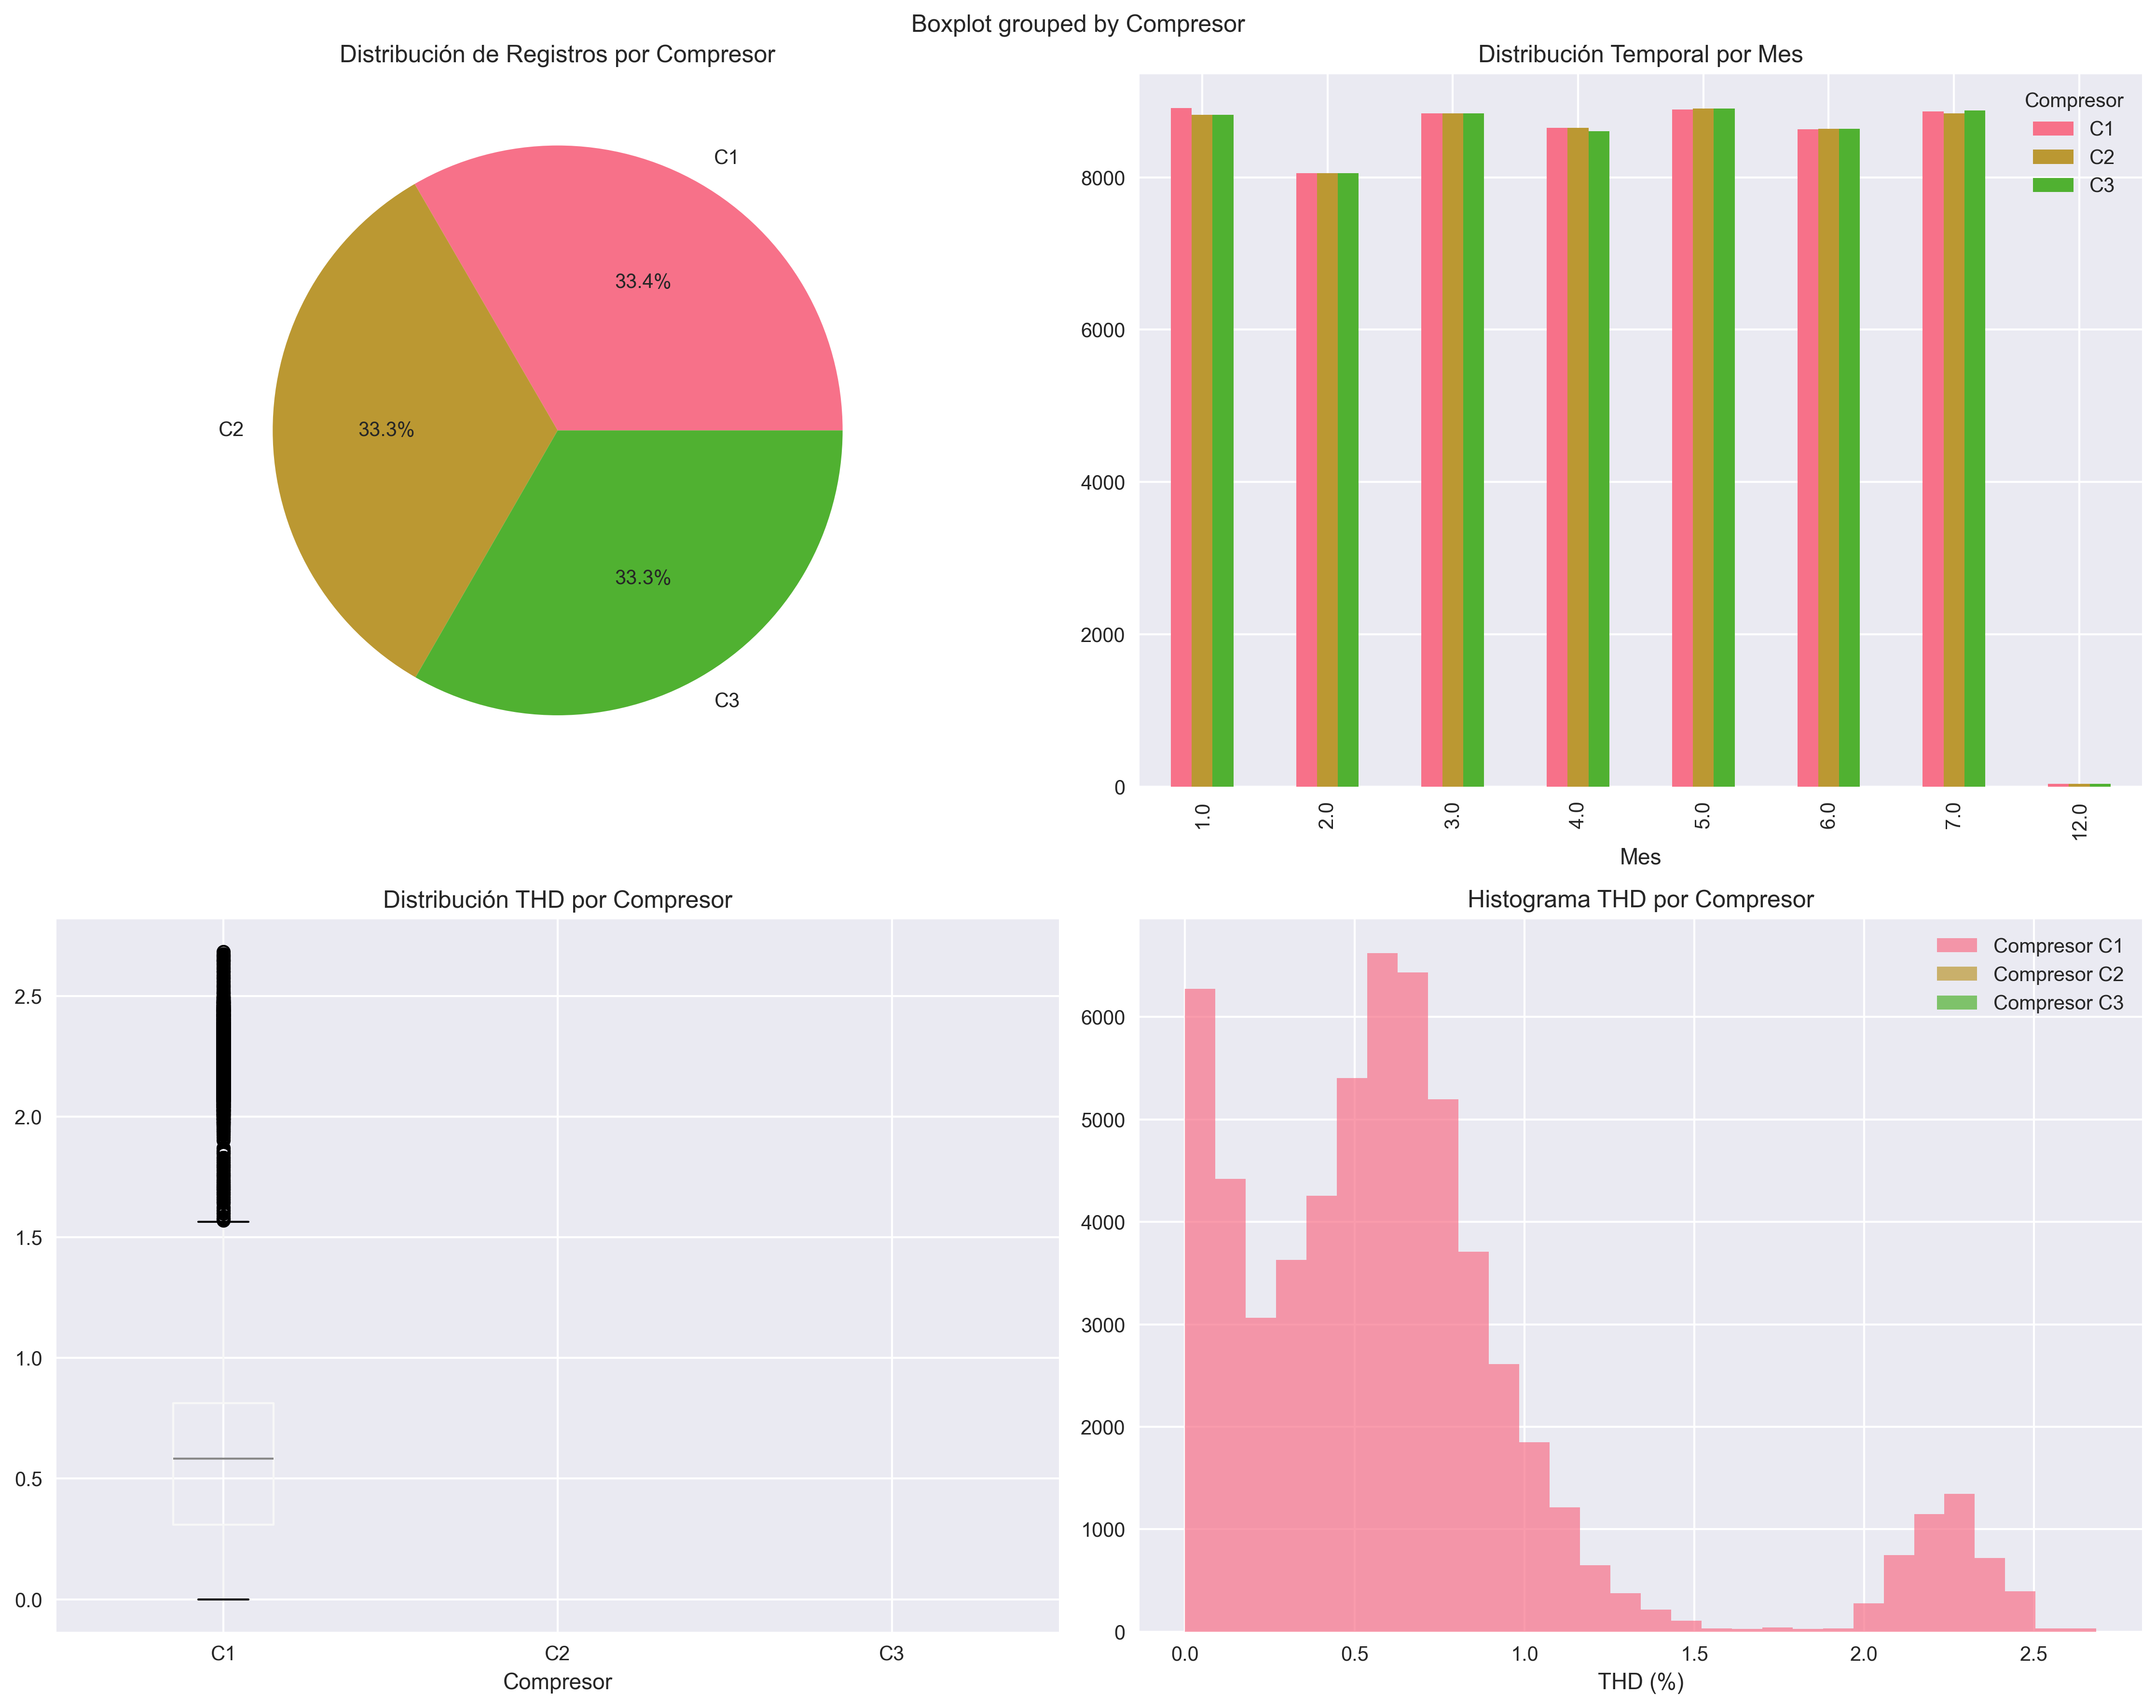 Boxplot grouped by Compresor
Distribución de Registros por Compresor
C1
33.4%
C2
33.3%
33.3%
C3
Distribución Temporal por Mes
Compresor
C1
C2
C3
8000
6000
4000
2000
0
1.0
2.0
3.0
4.0
5.0
6.0
7.0
12.0
Mes
Distribución THD por Compresor
2.5
2.0
1.5
1.0
0.5
0.0
C1
C2
C3
Compresor
Histograma THD por Compresor
Compresor C1
Compresor C2
Compresor C3
6000
5000
4000
3000
2000
1000
0
0.0
0.5
1.0
1.5
2.0
2.5
THD (%)